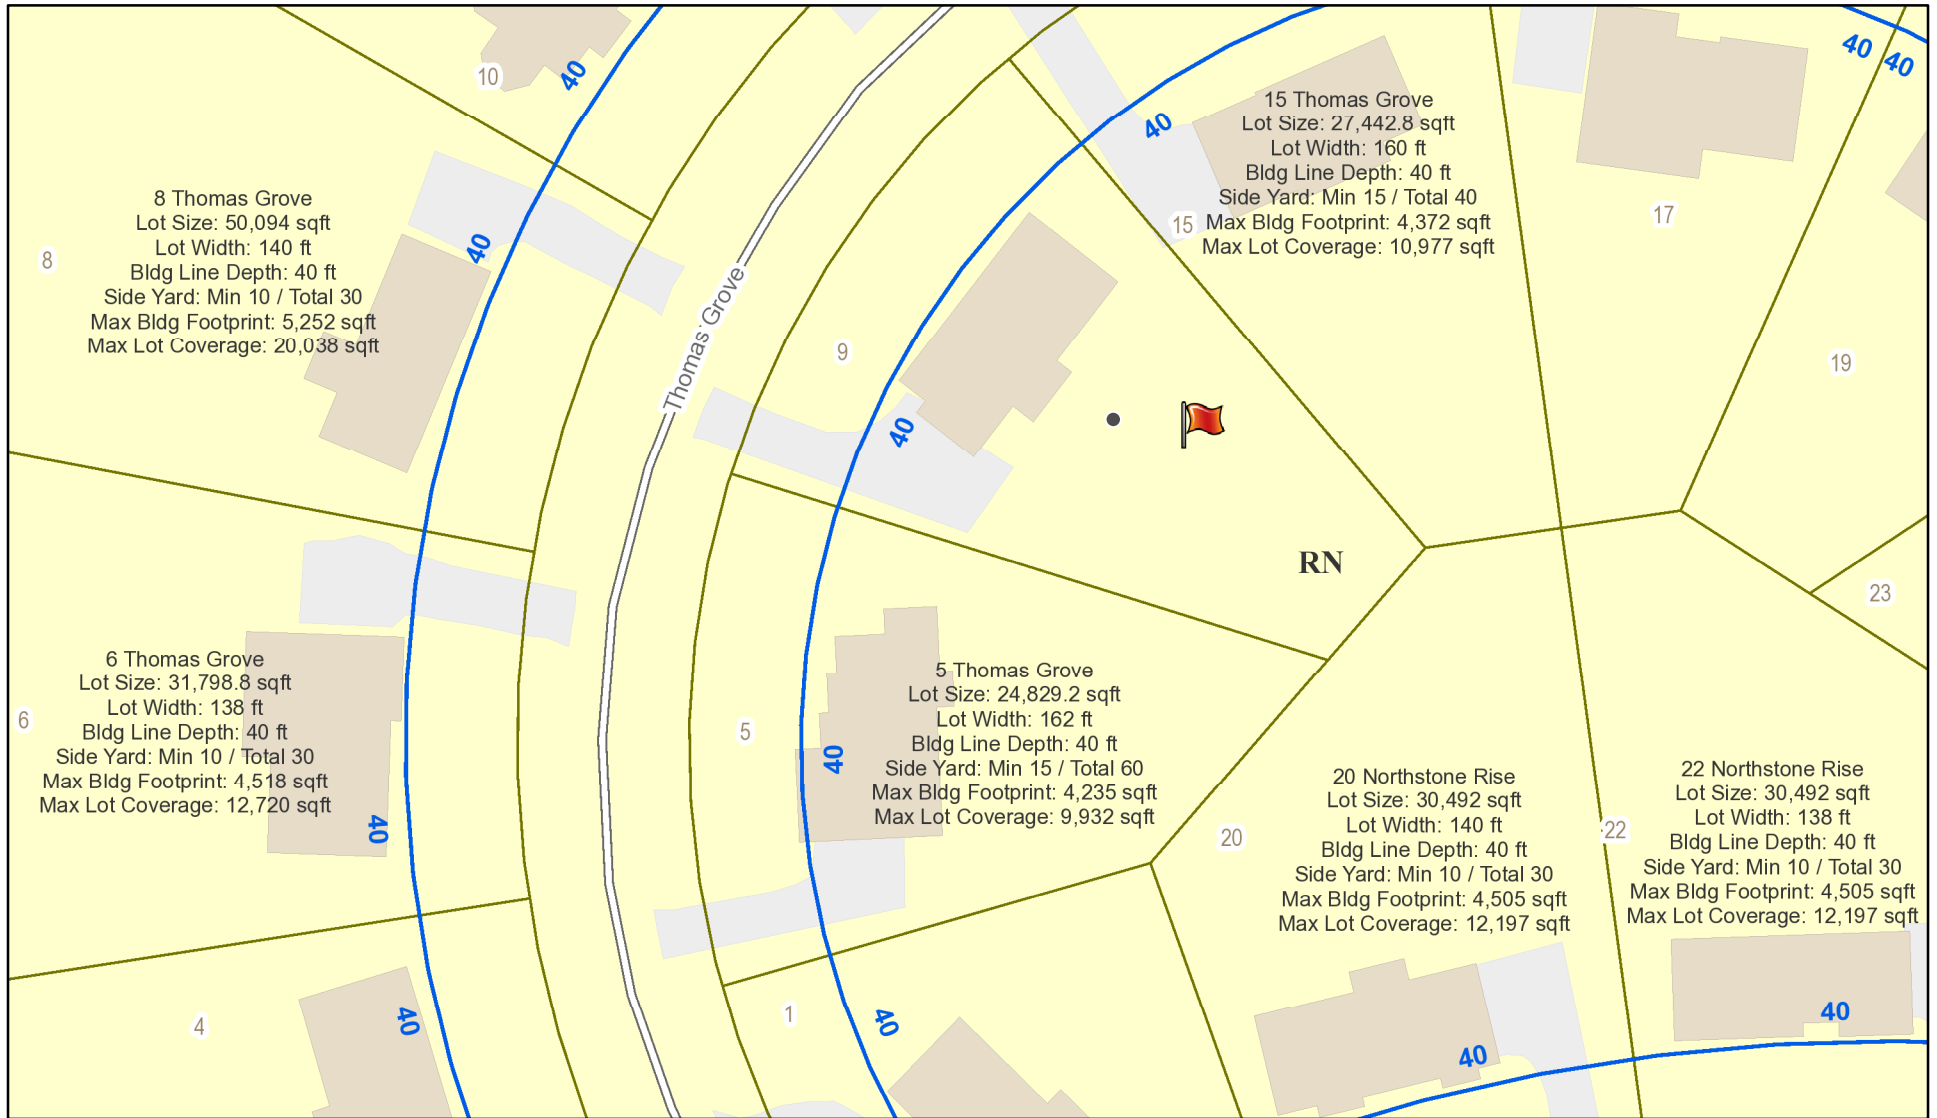 10
40
40
40
40
15 Thomas Grove
Lot Size: 27,442.8 sqft
Lot Width: 160 ft
Bldg Line Depth: 40 ft
Side Yard: Min 15 / Total 40
Max Bldg Footprint: 4,372 sqft
Max Lot Coverage: 10,977 sqft
15
17
8 Thomas Grove
Lot Size: 50,094 sqft
Lot Width: 140 ft
Bldg Line Depth: 40 ft
Side Yard: Min 10 / Total 30
Max Bldg Footprint: 5,252 sqft
Max Lot Coverage: 20,038 sqft
8
40
Thomas Grove
9
19
40
RN
23
6 Thomas Grove
Lot Size: 31,798.8 sqft
Lot Width: 138 ft
Bldg Line Depth: 40 ft
Side Yard: Min 10 / Total 30
Max Bldg Footprint: 4,518 sqft
Max Lot Coverage: 12,720 sqft
6
40
5
40
5 Thomas Grove
Lot Size: 24,829.2 sqft
Lot Width: 162 ft
Bldg Line Depth: 40 ft
Side Yard: Min 15 / Total 60
Max Bldg Footprint: 4,235 sqft
Max Lot Coverage: 9,932 sqft
20
20 Northstone Rise
Lot Size: 30,492 sqft
Lot Width: 140 ft
Bldg Line Depth: 40 ft
Side Yard: Min 10 / Total 30
Max Bldg Footprint: 4,505 sqft
Max Lot Coverage: 12,197 sqft
22
22 Northstone Rise
Lot Size: 30,492 sqft
Lot Width: 138 ft
Bldg Line Depth: 40 ft
Side Yard: Min 10 / Total 30
Max Bldg Footprint: 4,505 sqft
Max Lot Coverage: 12,197 sqft
4
40
1
40
40
40